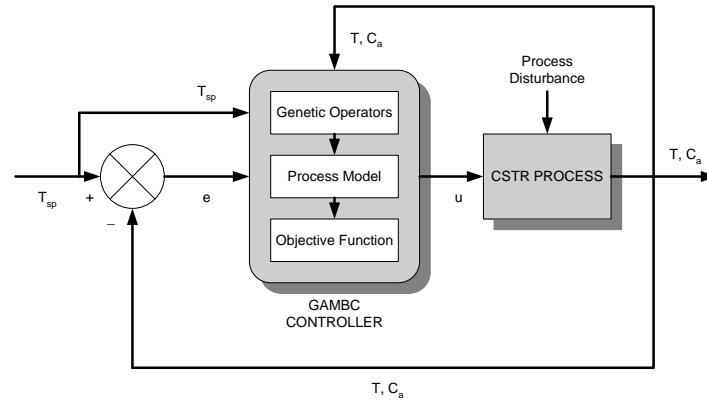 T, Cₐ
Process
Disturbance
Tₛₚ
Genetic Operators
T, Cₐ
Process Model
CSTR PROCESS
Tₛₚ
+
e
u
−
Objective Function
GAMBC
CONTROLLER
T, Cₐ